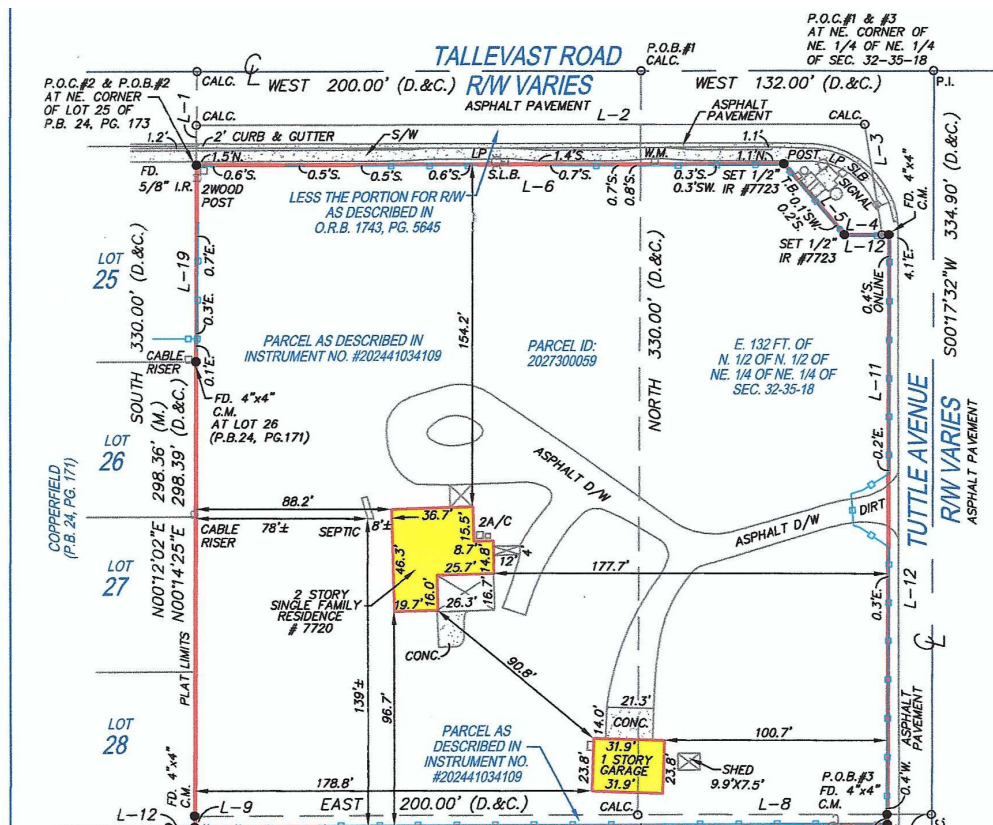 TALLEVAST ROAD
R/W VARIES
ASPHALT PAVEMENT
P.O.C.#1 & #3
AT NE. CORNER OF
NE. 1/4 OF NE. 1/4
OF SEC. 32-35-18
P.O.B.#1
CALC.
P.O.C.#2 & P.O.B.#2
AT NE. CORNER
OF LOT 25 OF
P.B. 24, PG. 173
CALC.
WEST 200.00' (D.&C.)
WEST 132.00' (D.&C.)
P.I.
L-1
CALC.
L-2
ASPHALT
PAVEMENT
CALC.
L-3
1.2'
2' CURB & GUTTER
S/W
1.1'
FD.
5/8" I.R.
1.5'N.
0.6'S.
0.5'S.
0.5'S.
0.6'S.
LP
S.L.B.
1.4'S.
0.7'S.
L-6
W.M.
0.7'S.
0.8'S.
0.3'S.
0.3'SW.
1.1'N.
SET 1/2"
IR #7723
POST
LP
SLB
SIGNAL
T.B.
0.1'SW.
0.2'S.
L-5
L-4
L-12
FD. 4"x4"
C.M.
SET 1/2"
IR #7723
2WOOD
POST
LESS THE PORTION FOR R/W
AS DESCRIBED IN
O.R.B. 1743, PG. 5645
LOT
25
SOUTH 330.00' (D.&C.)
L-19
0.7'E.
0.3'E.
0.1'E.
154.2'
NORTH 330.00' (D.&C.)
0.4'S.
ONLINE
4.1'E.
S00°17'32"W 334.90' (D.&C.)
PARCEL AS DESCRIBED IN
INSTRUMENT NO. #202441034109
PARCEL ID:
2027300059
E. 132 FT. OF
N. 1/2 OF N. 1/2 OF
NE. 1/4 OF NE. 1/4 OF
SEC. 32-35-18
L-11
0.2'E.
CABLE
RISER
FD. 4"x4"
C.M.
AT LOT 26
(P.B.24, PG.171)
LOT
26
COPPERFIELD
(P.B. 24, PG. 171)
298.36' (M.)
298.39' (D.&C.)
N00°12'02"E
N00°14'25"E
TUTTLE AVENUE
R/W VARIES
ASPHALT PAVEMENT
ASPHALT D/W
ASPHALT D/W
DIRT
88.2'
78'±
CABLE
RISER
SEPTIC
8'±
36.7'
15.5'
2A/C
8.7'
14.8'
12'
4'
46.3'
25.7'
16.0'
16.7'
19.7'
26.3'
177.7'
LOT
27
2 STORY
SINGLE FAMILY
RESIDENCE
# 7720
CONC.
0.3'E.
L-12
PLAT LIMITS
139'±
96.7'
90.8'
21.3'
14.0'
CONC.
100.7'
ASPHALT
PAVEMENT
LOT
28
PARCEL AS
DESCRIBED IN
INSTRUMENT NO.
#202441034109
31.9'
1 STORY
GARAGE
31.9'
23.8'
23.8'
SHED
9.9'X7.5'
178.8'
FD. 4"x4"
C.M.
0.4'W.
P.O.B.#3
FD. 4"x4"
C.M.
L-12
L-9
EAST 200.00' (D.&C.)
CALC.
L-8